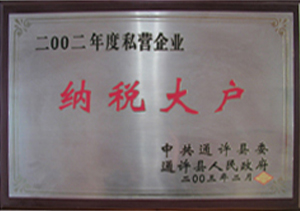 二00二年度私营企业
纳税大户
中共通许县委
通许县人民政府
二00三年二月